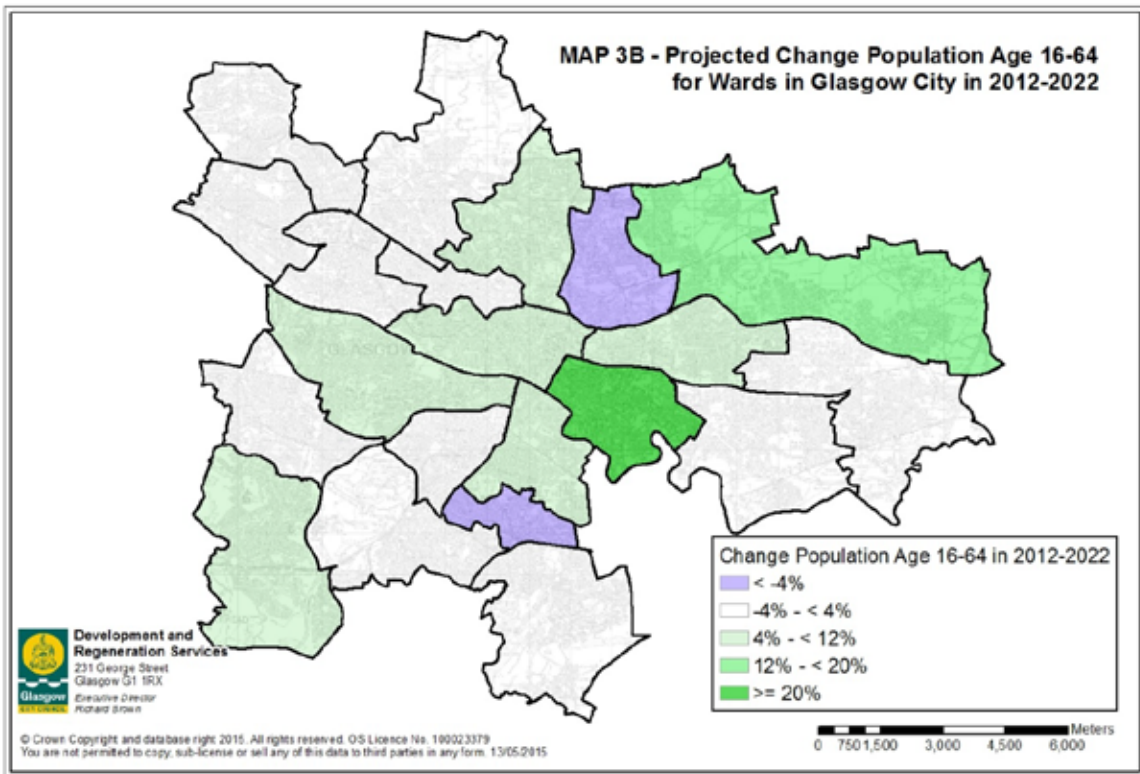 MAP 3B - Projected Change Population Age 16-64
for Wards in Glasgow City in 2012-2022
GLASGOW
Change Population Age 16-64 in 2012-2022
< -4%
-4% - < 4%
4% - < 12%
12% - < 20%
>= 20%
Development and
Regeneration Services
231 George Street
Glasgow G1 1RX
Executive Director
Richard Brown
Glasgow
CITY COUNCIL
© Crown Copyright and database right 2015. All rights reserved. OS Licence No. 100023379
You are not permitted to copy, sub-license or sell any of this data to third parties in any form. 13/05/2015
Meters
0 750 1,500 3,000 4,500 6,000